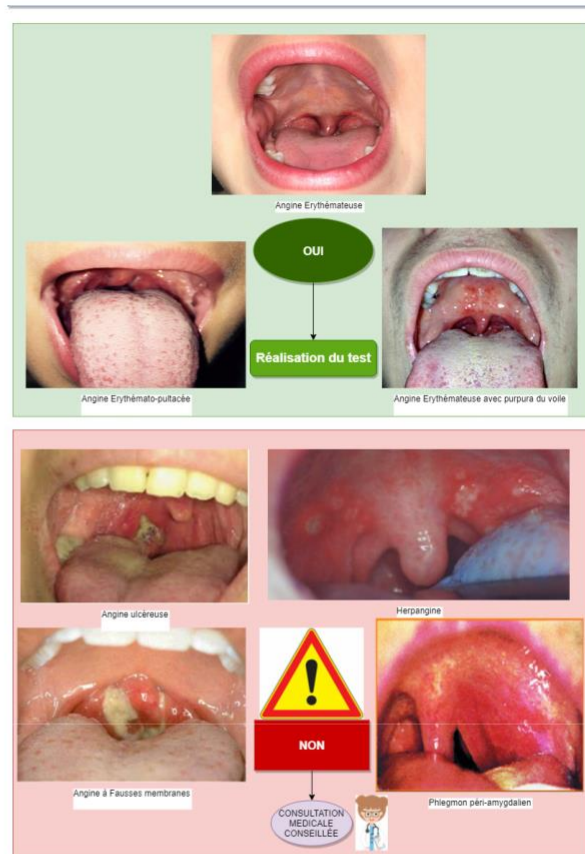 Angine Erythémateuse
OUI
Réalisation du test
Angine Erythémato-pultacée
Angine Erythémateuse avec purpura du voile
Angine ulcéreuse
Herpangine
NON
Angine à Fausses membranes
Phlegmon péri-amygdalien
CONSULTATION
MEDICALE
CONSEILLÉE